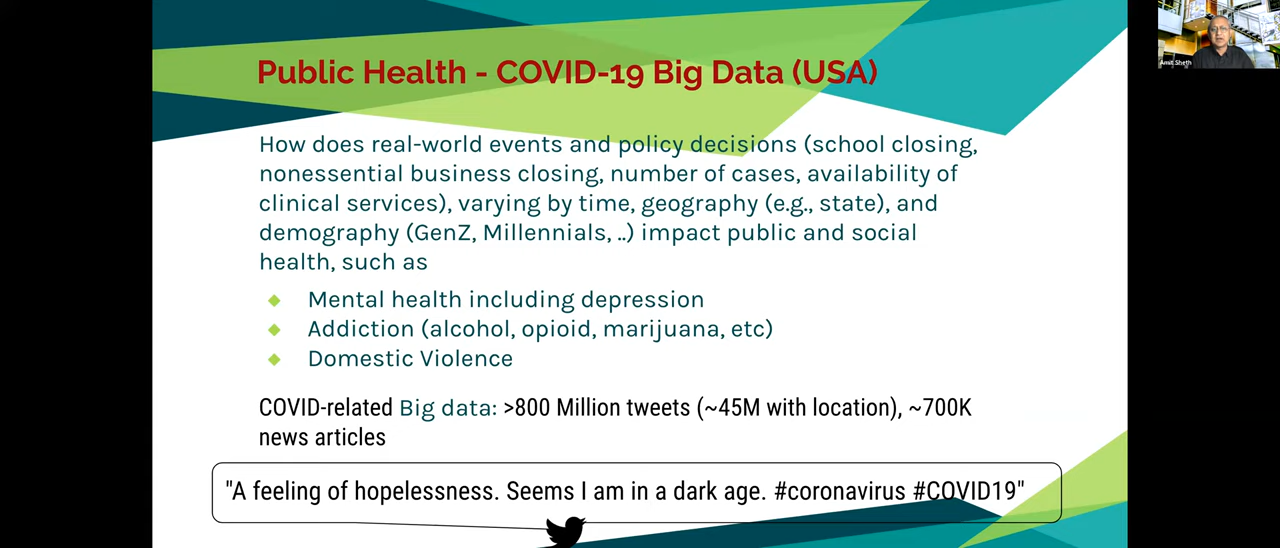 Public Health - COVID-19 Big Data (USA)
Amit Sheth
How does real-world events and policy decisions (school closing,
nonessential business closing, number of cases, availability of
clinical services), varying by time, geography (e.g., state), and
demography (GenZ, Millennials, ..) impact public and social
health, such as
Mental health including depression
Addiction (alcohol, opioid, marijuana, etc)
Domestic Violence
COVID-related Big data: >800 Million tweets (~45M with location), ~700K
news articles
"A feeling of hopelessness. Seems I am in a dark age. #coronavirus #COVID19"